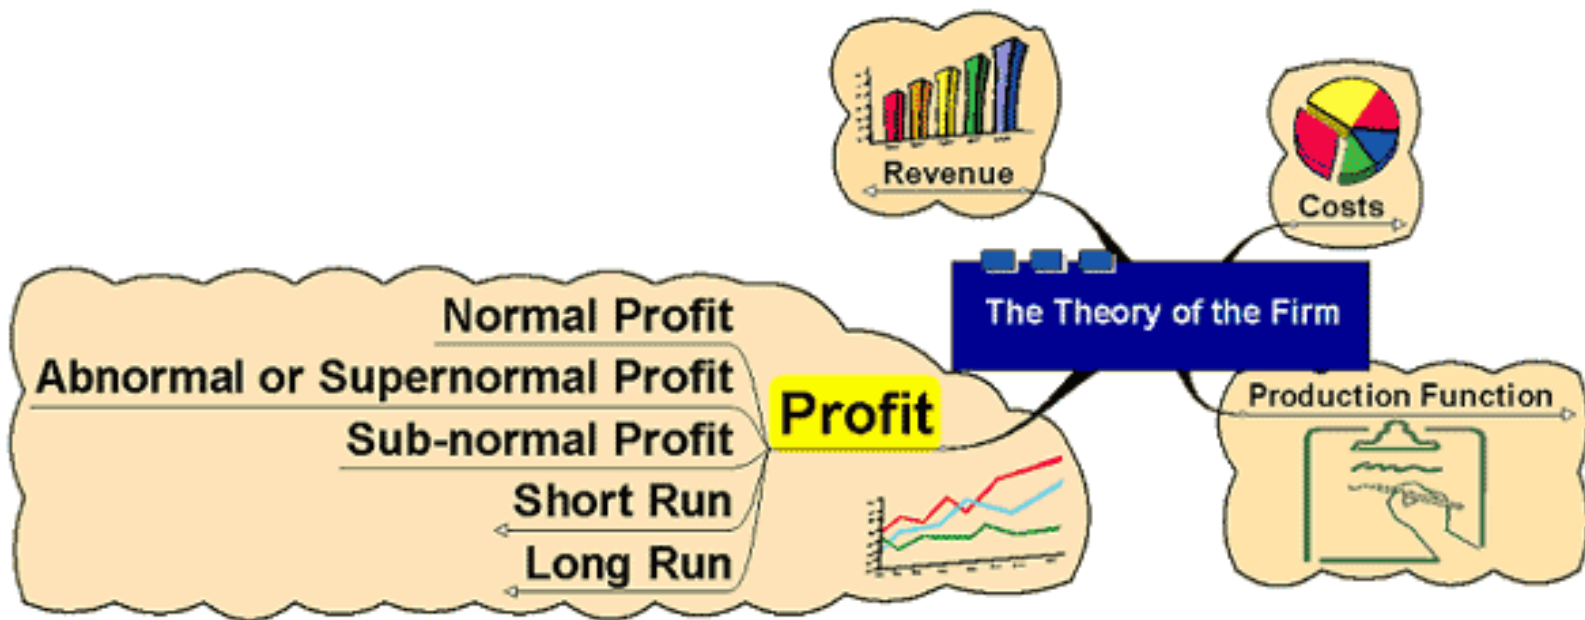 Revenue
Costs
The Theory of the Firm
Production Function
Profit
Normal Profit
Abnormal or Supernormal Profit
Sub-normal Profit
Short Run
Long Run